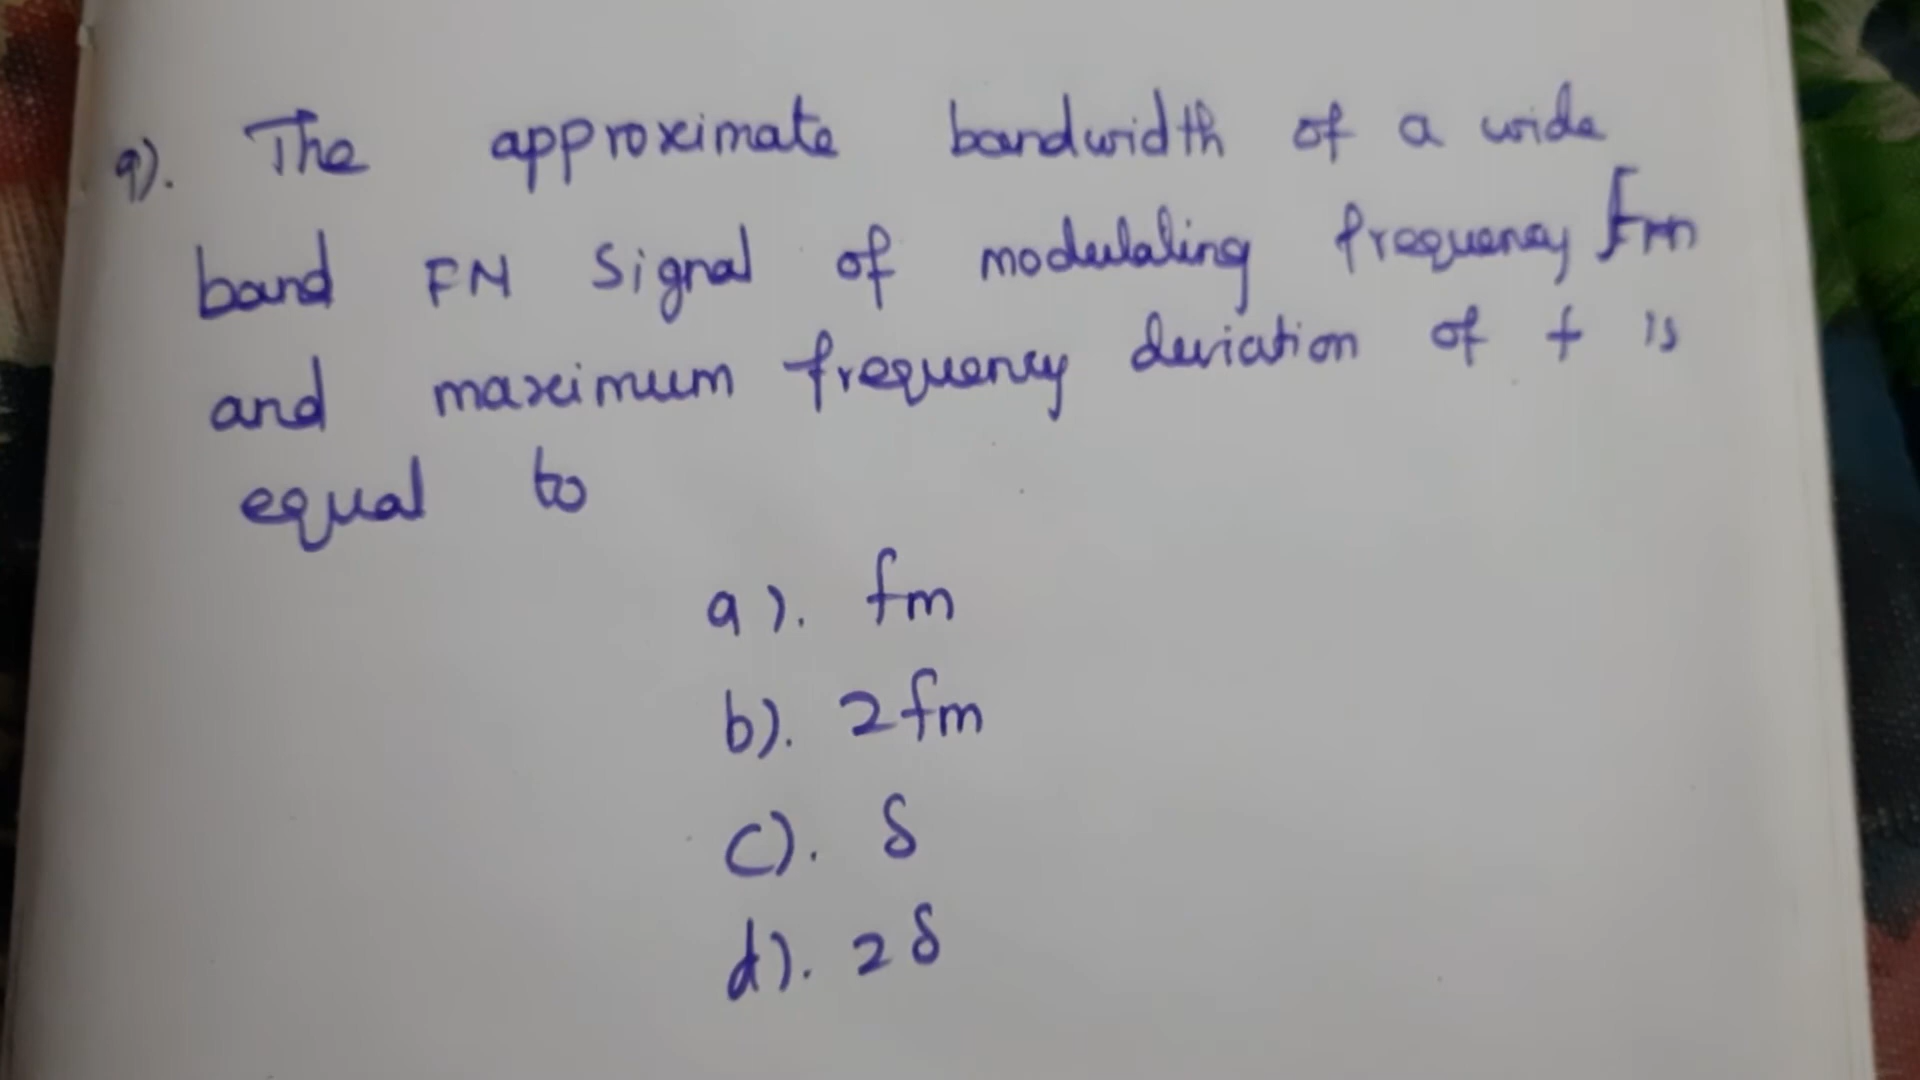 9). The approximate bandwidth of a wide
band FM Signal of modulating frequency Fm
and maximum frequency deviation of f is
equal to
a). fm
b). 2fm
c). δ
d). 2δ